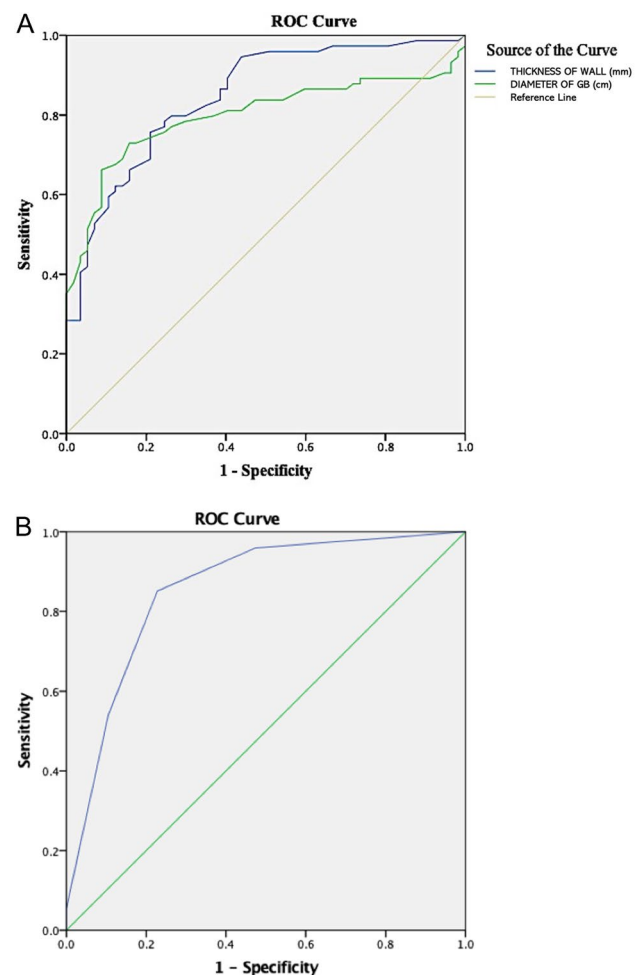 A
ROC Curve
Source of the Curve
THICKNESS OF WALL (mm)
DIAMETER OF GB (cm)
Reference Line
Sensitivity
1.0
0.8
0.6
0.4
0.2
0.0
0.0 0.2 0.4 0.6 0.8 1.0
1 - Specificity
B
ROC Curve
Sensitivity
1.0
0.8
0.6
0.4
0.2
0.0
0.0 0.2 0.4 0.6 0.8 1.0
1 - Specificity